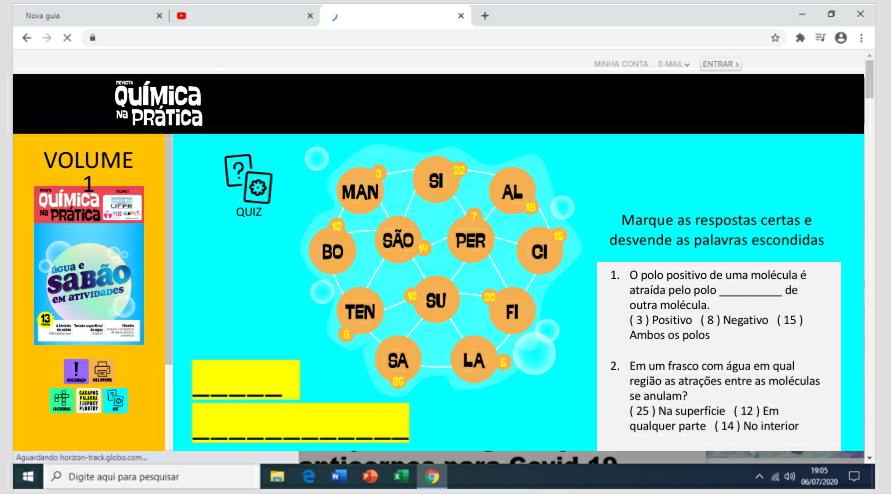 Nova guia
MINHA CONTA E-MAIL ENTRAR >
REVISTA
QUÍMICA
NA PRÁTICA
VOLUME
1
QUÍMICA
NA PRÁTICA
UFPR
água e
SABÃO
EM ATIVIDADES
13
QUIZ
3
MAN
SI
22
AL
18
12
BO
SÃO
14
7
PER
CI
15
TEN
8
10
SU
20
FI
SA
25
LA
5
Marque as respostas certas e
desvende as palavras escondidas
1. O polo positivo de uma molécula é
atraída pelo polo __________ de
outra molécula.
( 3 ) Positivo ( 8 ) Negativo ( 15 )
Ambos os polos
2. Em um frasco com água em qual
região as atrações entre as moléculas
se anulam?
( 25 ) Na superfície ( 12 ) Em
qualquer parte ( 14 ) No interior
Aguardando horizon-track.globo.com...
Digite aqui para pesquisar
19:05
06/07/2020